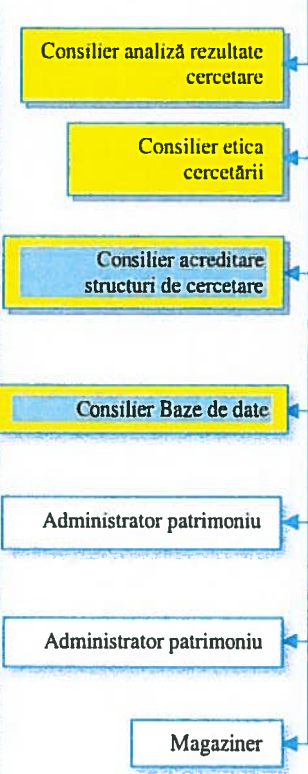 Consilier analiză rezultate
cercetare
Consilier etica
cercetării
Consilier acreditare
structuri de cercetare
Consilier Baze de date
Administrator patrimoniu
Administrator patrimoniu
Magaziner